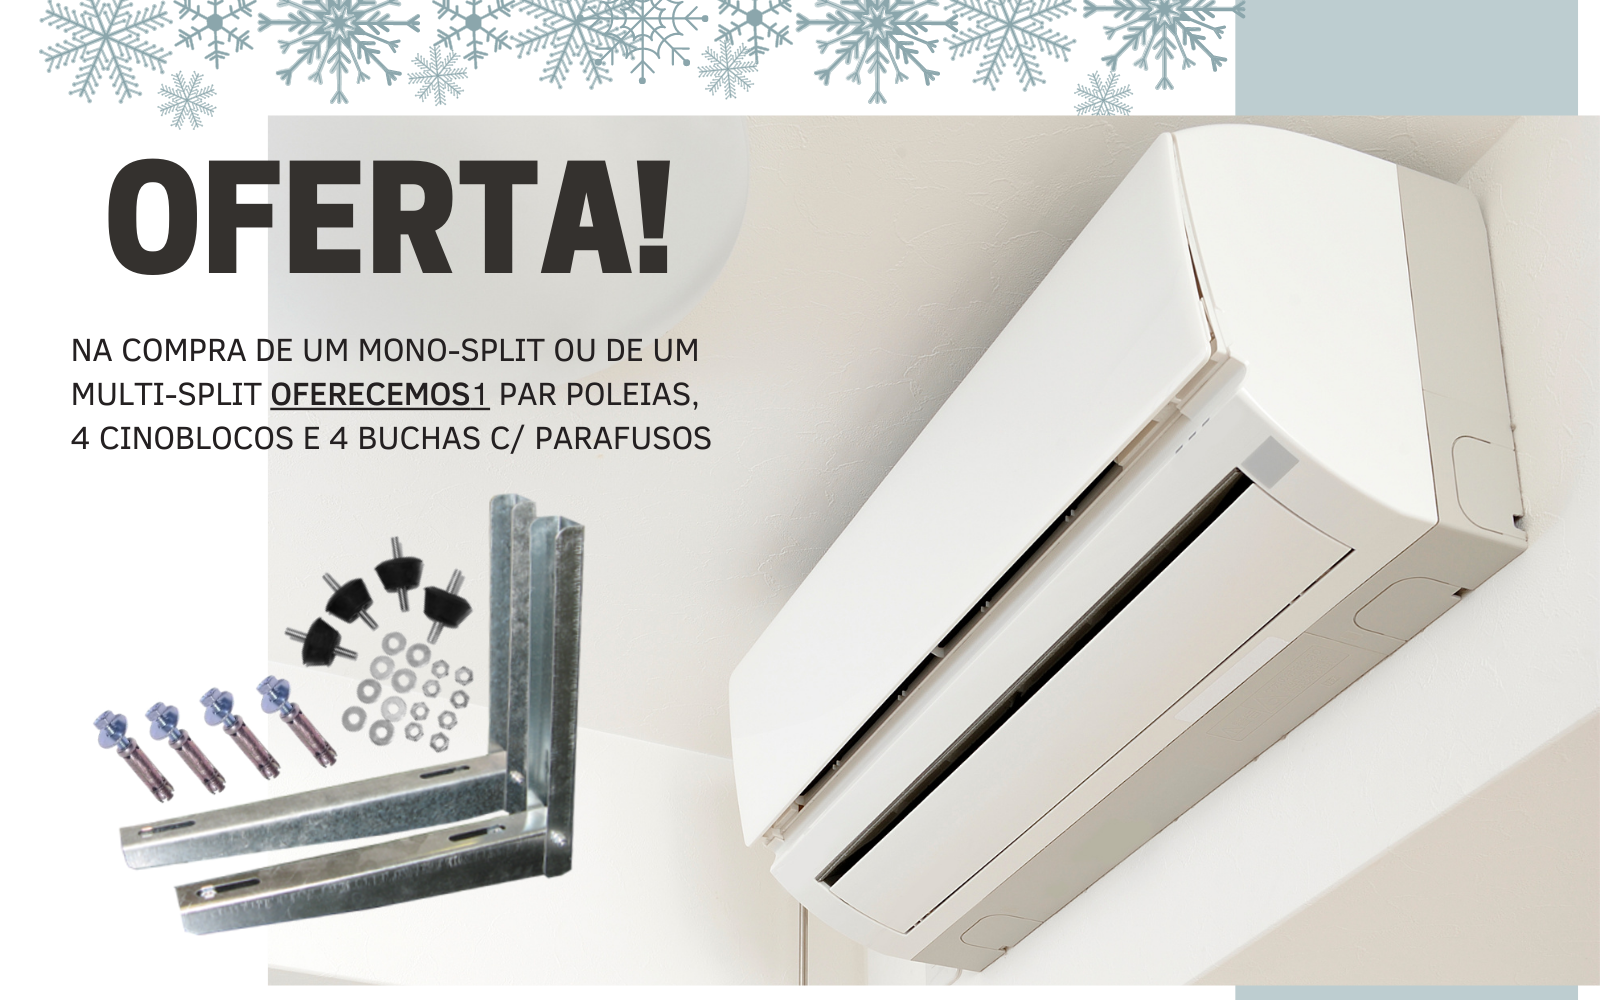 OFERTA!
NA COMPRA DE UM MONO-SPLIT OU DE UM
MULTI-SPLIT OFERECEMOS1 PAR POLEIAS,
4 CINOBLOCOS E 4 BUCHAS C/ PARAFUSOS